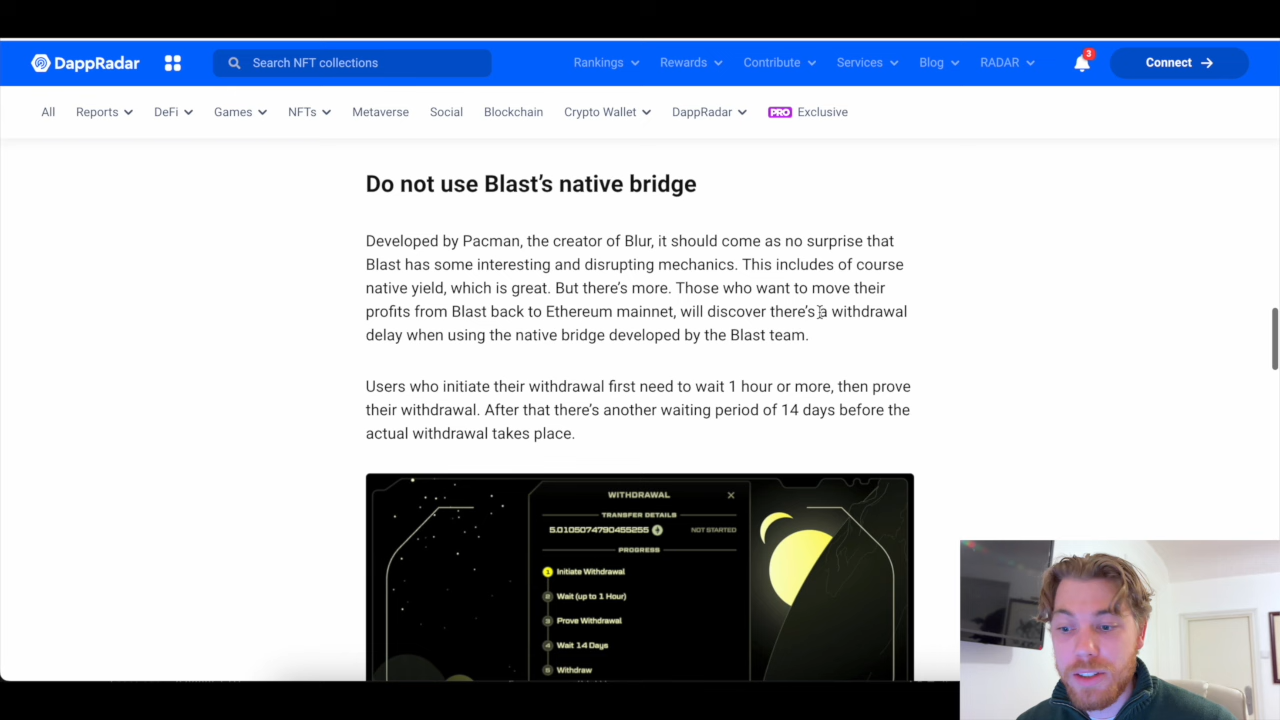 DappRadar
Search NFT collections
Rankings
Rewards
Contribute
Services
Blog
RADAR
3
Connect
All
Reports
DeFi
Games
NFTs
Metaverse
Social
Blockchain
Crypto Wallet
DappRadar
PRO Exclusive
Do not use Blast’s native bridge
Developed by Pacman, the creator of Blur, it should come as no surprise that
Blast has some interesting and disrupting mechanics. This includes of course
native yield, which is great. But there’s more. Those who want to move their
profits from Blast back to Ethereum mainnet, will discover there’s a withdrawal
delay when using the native bridge developed by the Blast team.
Users who initiate their withdrawal first need to wait 1 hour or more, then prove
their withdrawal. After that there’s another waiting period of 14 days before the
actual withdrawal takes place.
WITHDRAWAL
TRANSFER DETAILS
5.0105074790455255
NOT STARTED
PROGRESS
1 Initiate Withdrawal
2 Wait (up to 1 Hour)
3 Prove Withdrawal
4 Wait 14 Days
5 Withdraw